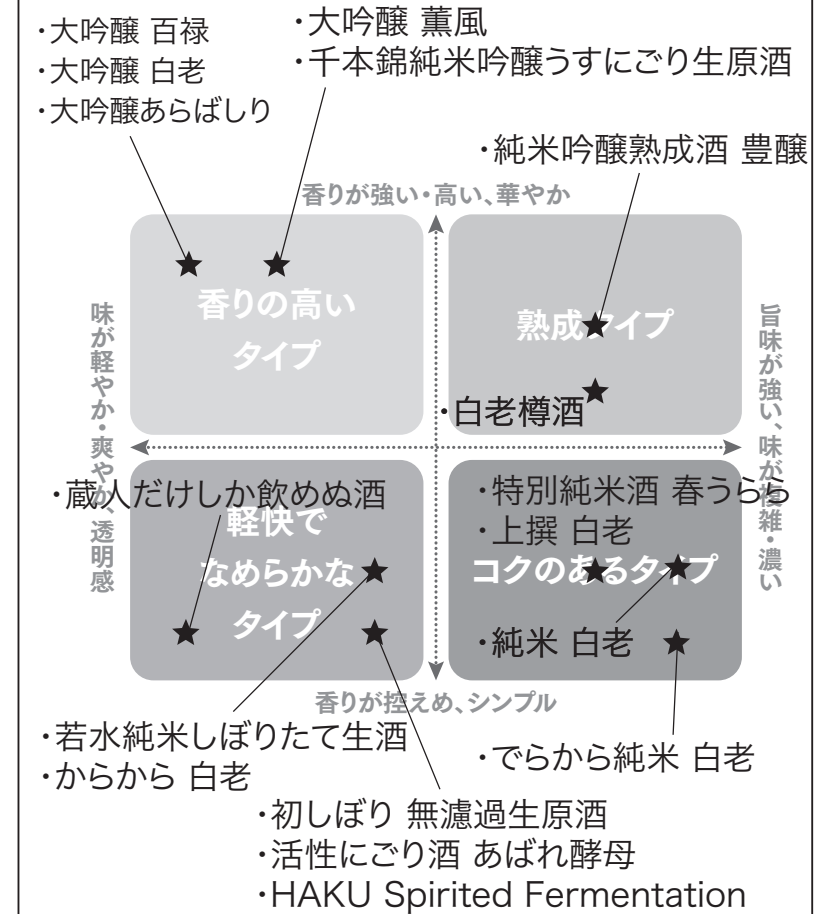 ・大吟醸 百禄
・大吟醸 白老
・大吟醸あらばしり
・大吟醸 薫風
・千本錦純米吟醸うすにごり生原酒
・純米吟醸熟成酒 豊醸
香りが強い・高い、華やか
香りの高い
タイプ
熟成タイプ
・白老樽酒
味が軽やか・爽やか、透明感
旨味が強い、味が複雑・濃い
・蔵人だけしか飲めぬ酒
軽快で
なめらかな
タイプ
・特別純米酒 春うらら
・上撰 白老
コクのあるタイプ
・純米 白老
香りが控えめ、シンプル
・若水純米しぼりたて生酒
・からから 白老
・でらから純米 白老
・初しぼり 無濾過生原酒
・活性にごり酒 あばれ酵母
・HAKU Spirited Fermentation